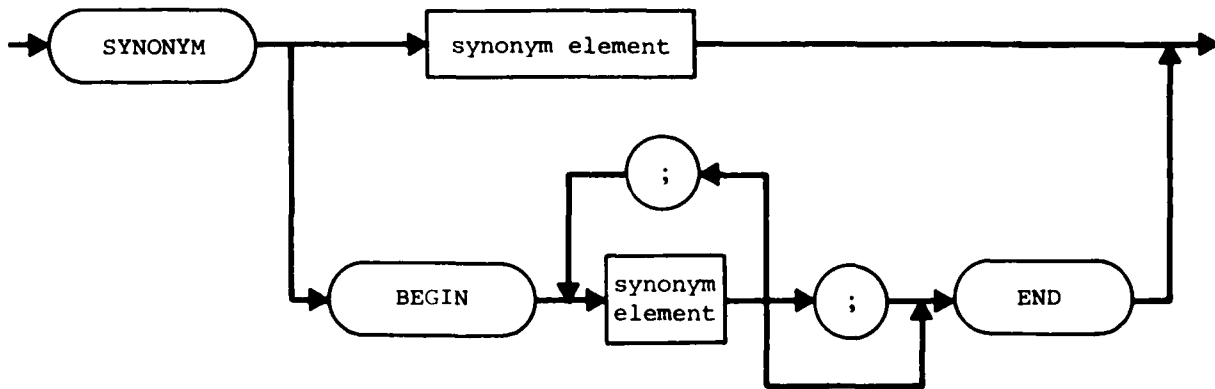 SYNONYM
synonym element
;
BEGIN
synonym
element
;
END